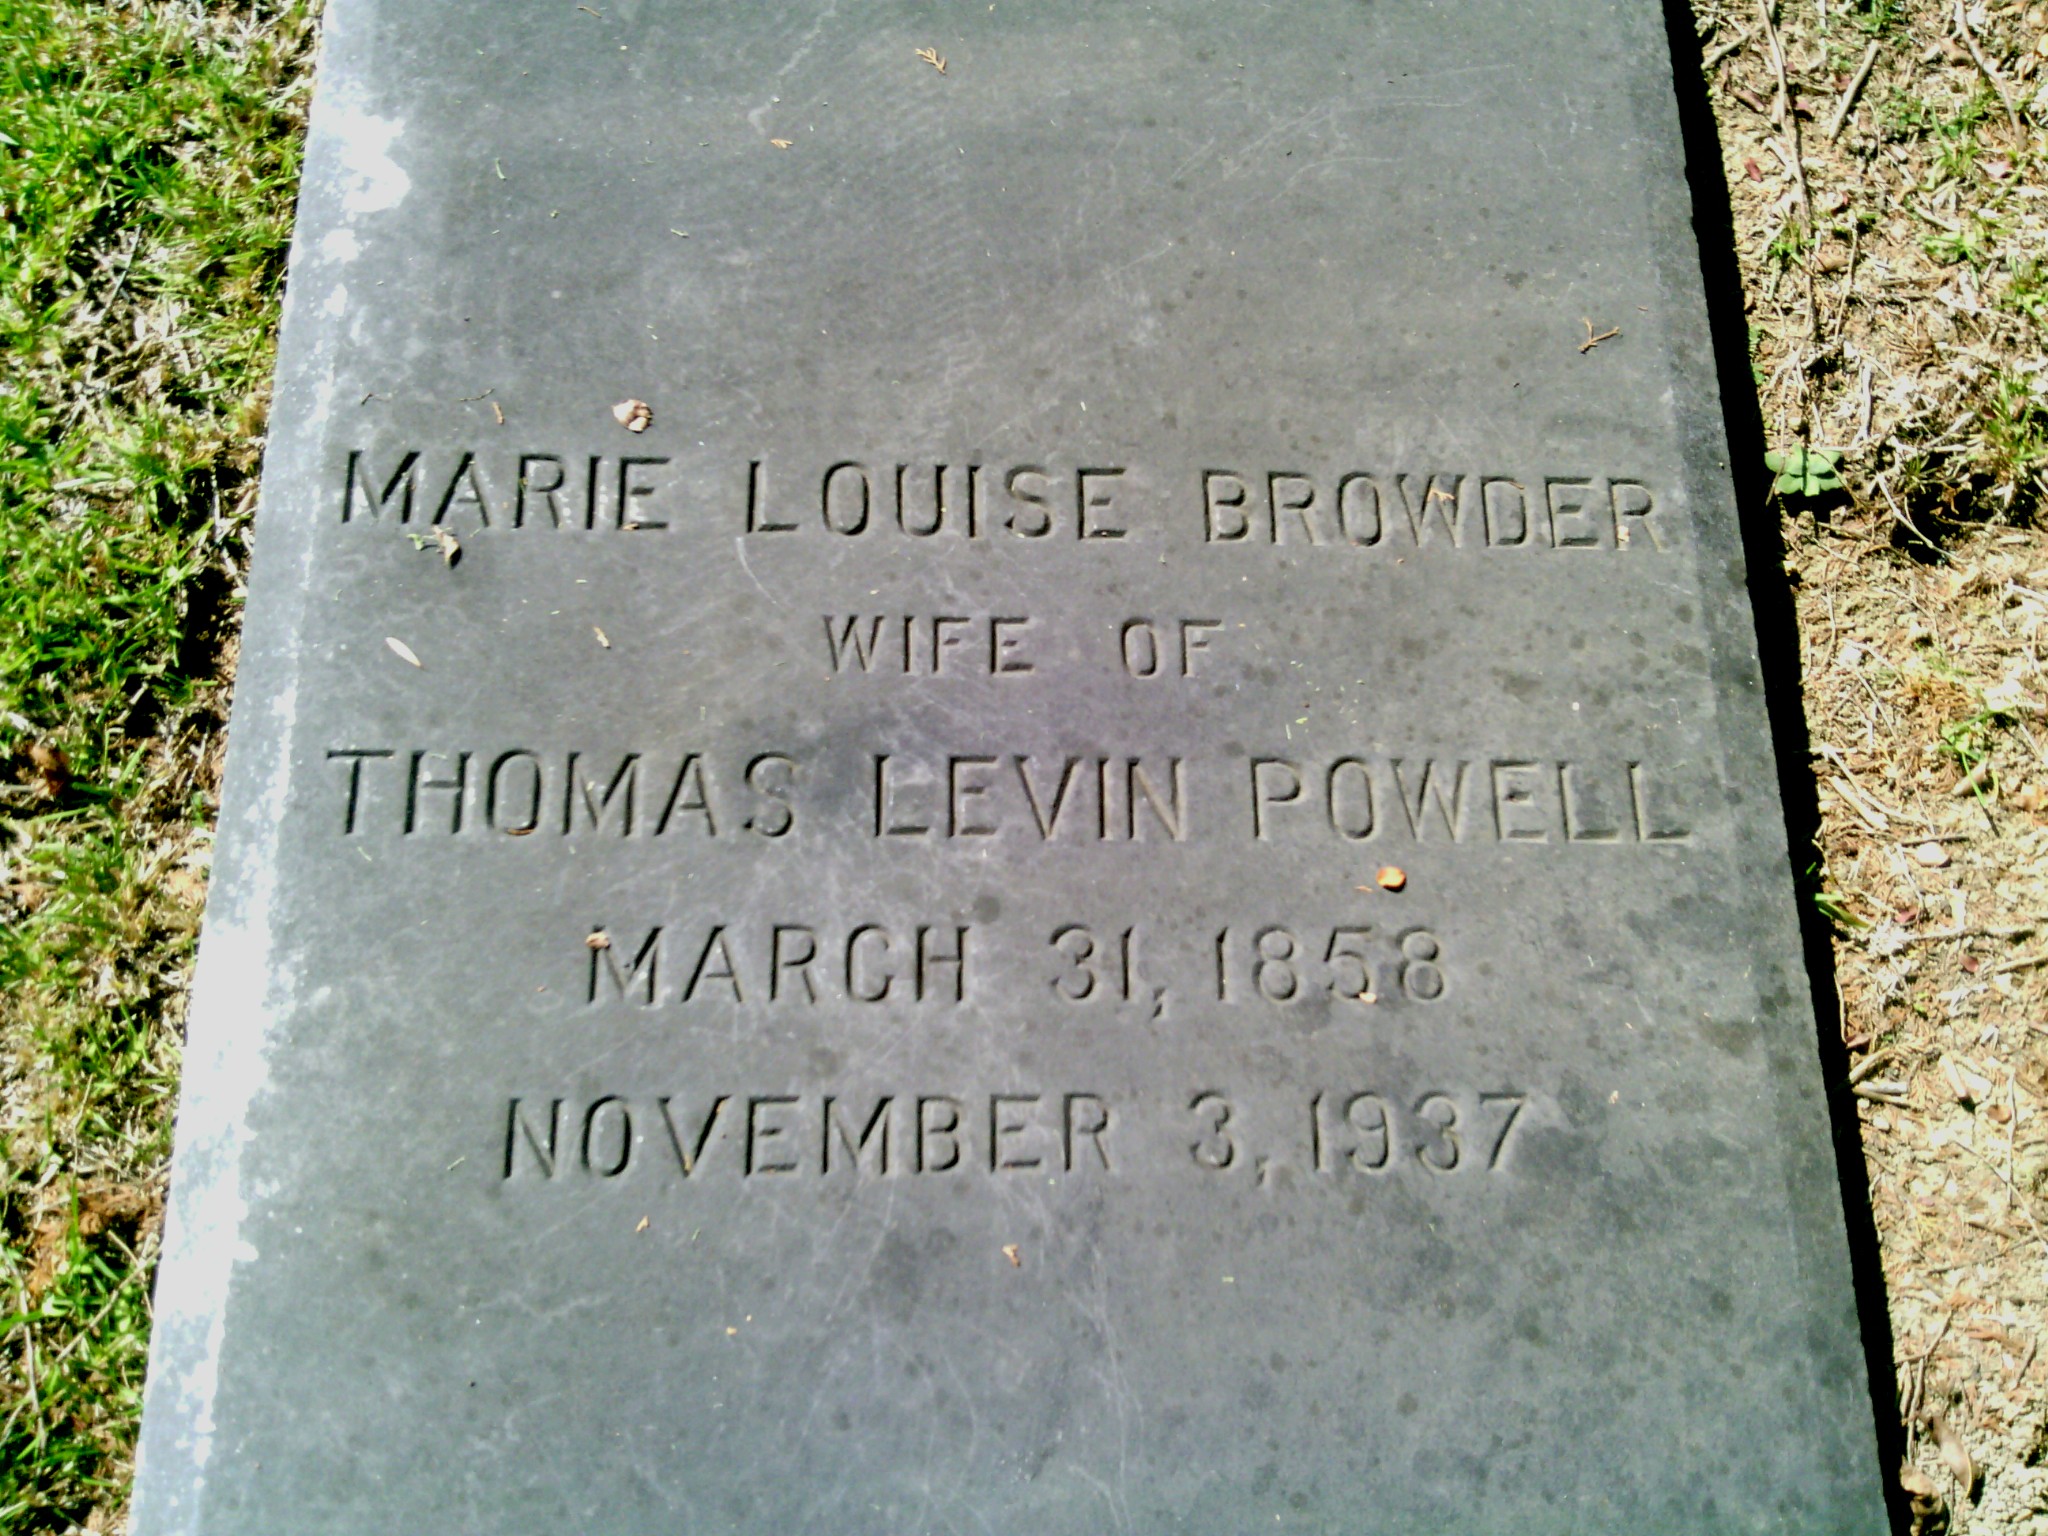 MARIE LOUISE BROWDER
WIFE OF
THOMAS LEVIN POWELL
MARCH 31, 1858
NOVEMBER 3, 1937